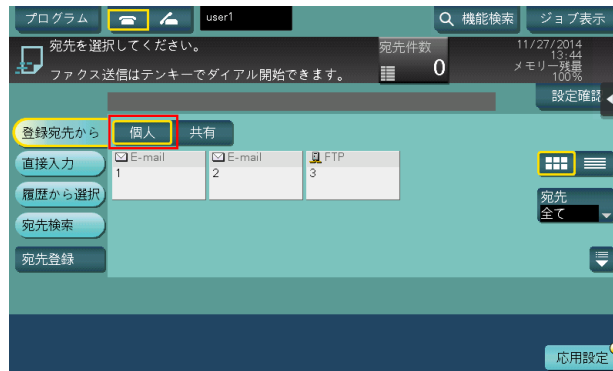 プログラム
user1
機能検索
ジョブ表示
宛先を選択してください。
宛先件数
11/27/2014
13:44
ファクス送信はテンキーでダイアル開始できます。
0
メモリー残量
100%
設定確認
登録宛先から
個人
共有
直接入力
E-mail
1
E-mail
2
FTP
3
履歴から選択
宛先
全て
宛先検索
宛先登録
応用設定